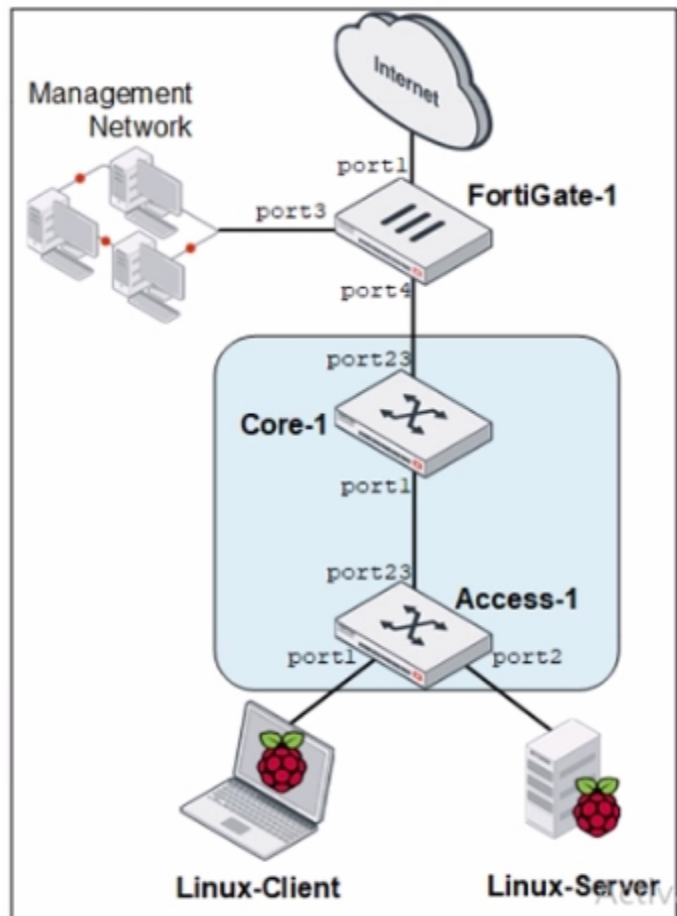 Internet
Management
Network
port1
FortiGate-1
port3
port4
port23
Core-1
port1
port23
Access-1
port1
port2
Linux-Client
Linux-Server
Activ